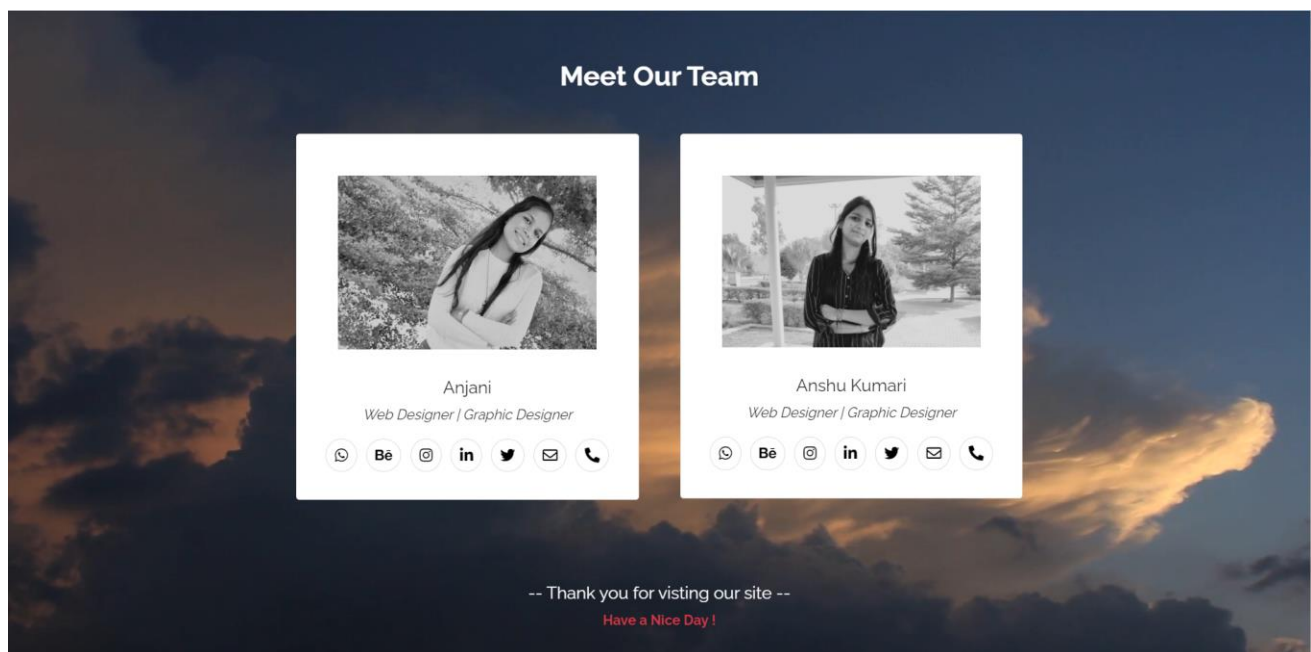 Meet Our Team
Anjani
Web Designer | Graphic Designer
Bē
in
Anshu Kumari
Web Designer | Graphic Designer
Bē
in
-- Thank you for visting our site --
Have a Nice Day !